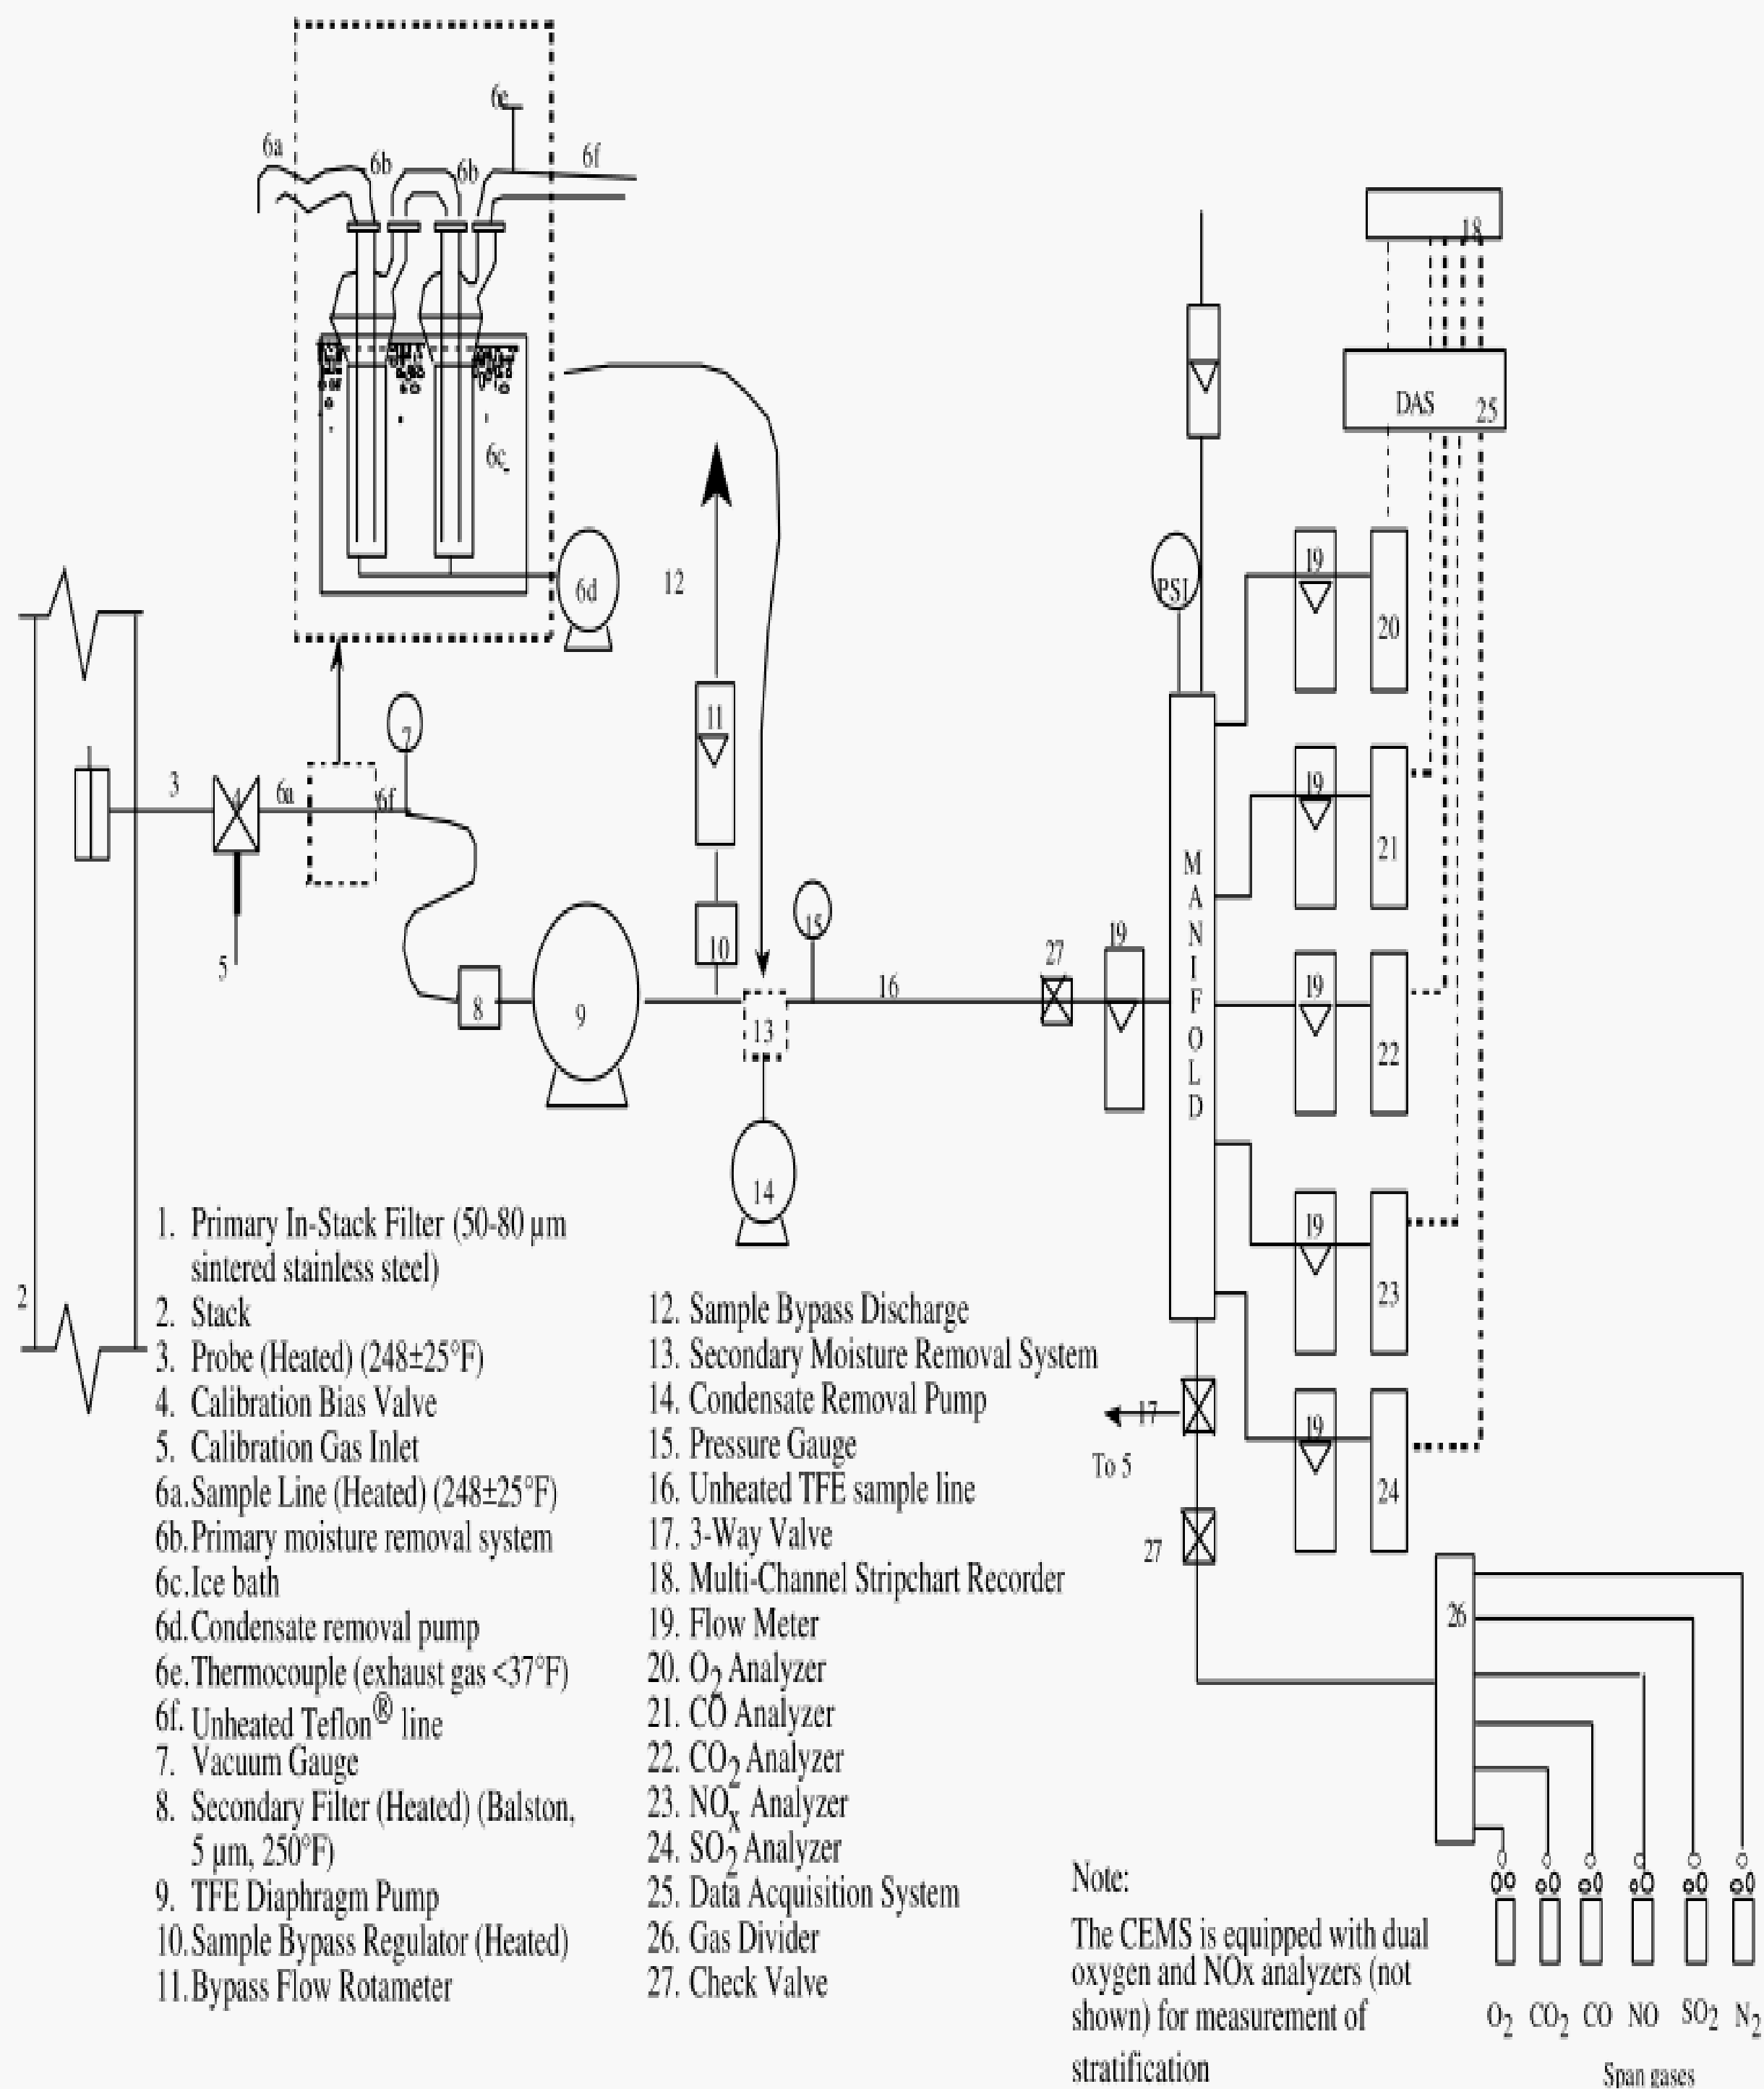 6e
6a
6b
6b
6f
18
DAS
25
6c
6d
12
PSI
19
20
7
11
3
4
6a
6f
19
21
MANIFOLD
5
8
9
10
13
15
16
27
19
19
22
14
19
23
2
17
To 5
19
24
27
26
1. Primary In-Stack Filter (50-80 µm
sintered stainless steel)
2. Stack
3. Probe (Heated) (248±25°F)
4. Calibration Bias Valve
5. Calibration Gas Inlet
6a. Sample Line (Heated) (248±25°F)
6b. Primary moisture removal system
6c. Ice bath
6d. Condensate removal pump
6e. Thermocouple (exhaust gas <37°F)
6f. Unheated Teflon® line
7. Vacuum Gauge
8. Secondary Filter (Heated) (Balston,
5 µm, 250°F)
9. TFE Diaphragm Pump
10. Sample Bypass Regulator (Heated)
11. Bypass Flow Rotameter
12. Sample Bypass Discharge
13. Secondary Moisture Removal System
14. Condensate Removal Pump
15. Pressure Gauge
16. Unheated TFE sample line
17. 3-Way Valve
18. Multi-Channel Stripchart Recorder
19. Flow Meter
20. O2 Analyzer
21. CO Analyzer
22. CO2 Analyzer
23. NOx Analyzer
24. SO2 Analyzer
25. Data Acquisition System
26. Gas Divider
27. Check Valve
Note:
The CEMS is equipped with dual
oxygen and NOx analyzers (not
shown) for measurement of
stratification
O2 CO2 CO NO SO2 N2
Span gases